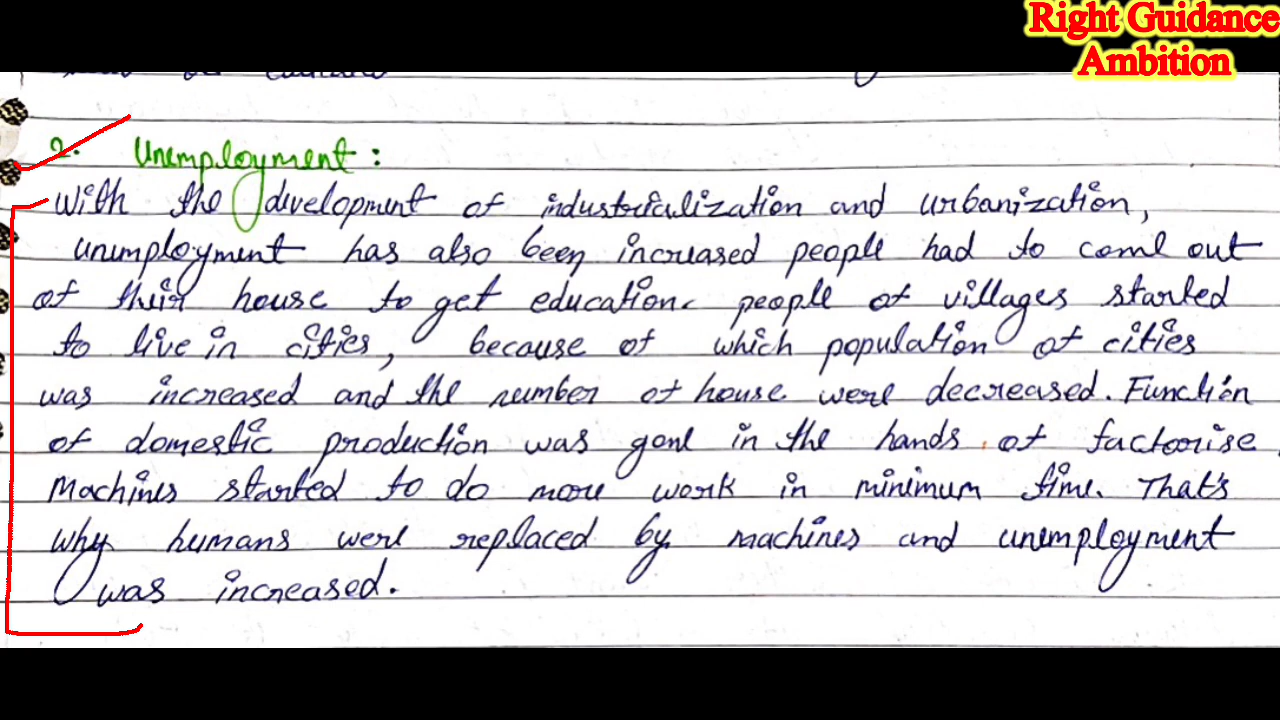 Right Guidance
Ambition
2. Unemployment :
With the development of industrialization and urbanization,
unemployment has also been increased people had to come out
of their house to get education. people of villages started
to live in cities, because of which population of cities
was increased and the number of house were decreased. Function
of domestic production was gone in the hands of factorise.
Machines started to do more work in minimum time. That's
why humans were replaced by machines and unemployment
was increased.